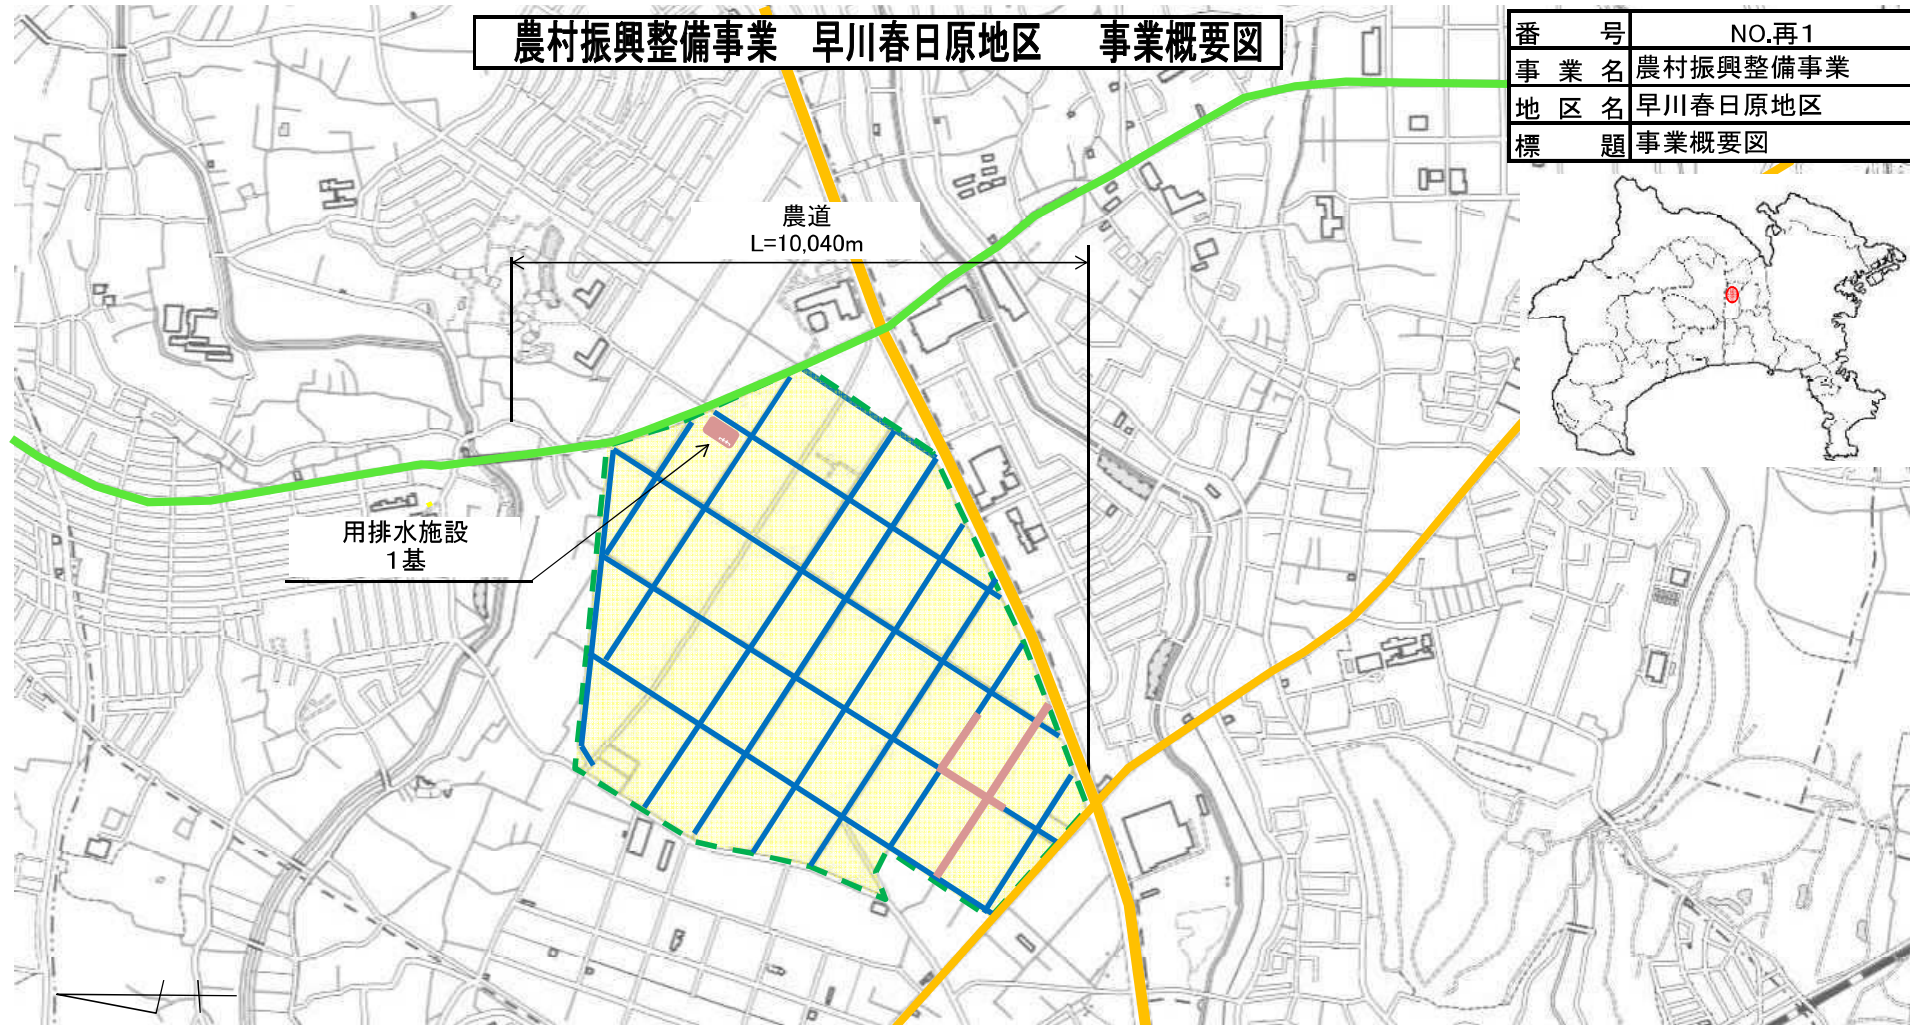 農村振興整備事業　早川春日原地区　　事業概要図
番　号　NO.再1
事業名　農村振興整備事業
地区名　早川春日原地区
標　題　事業概要図
農道
L=10,040m
用排水施設
1基